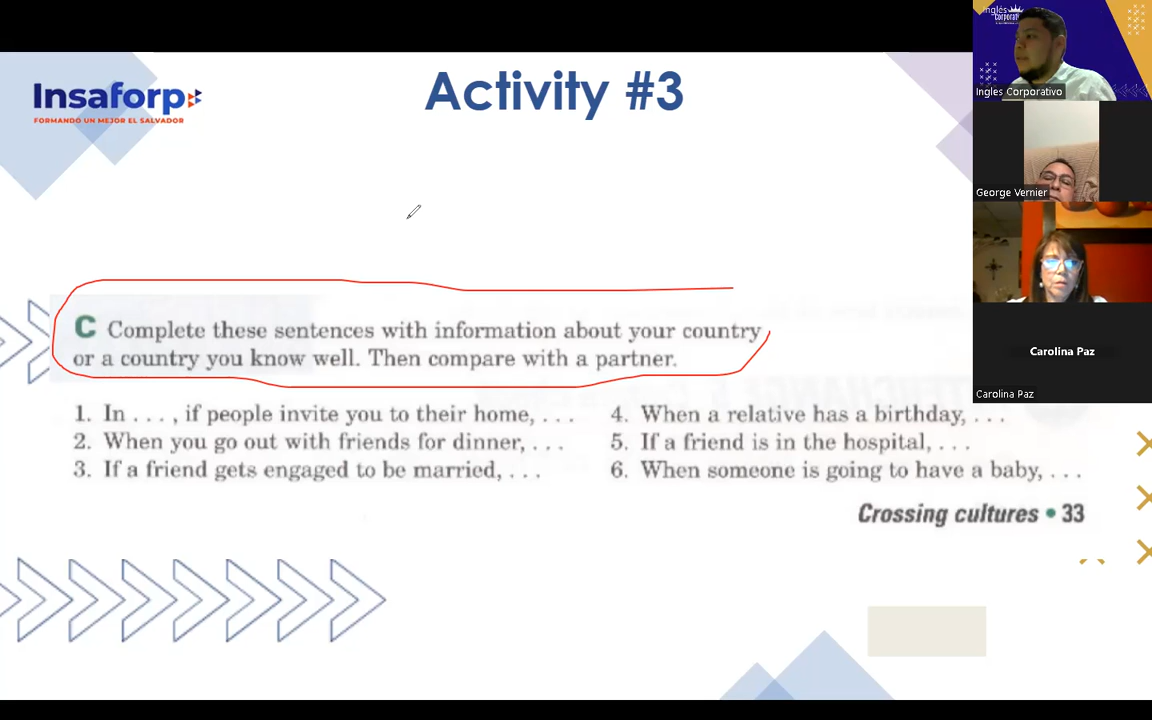 Insaforp
FORMANDO UN MEJOR EL SALVADOR
Activity #3
C Complete these sentences with information about your country
or a country you know well. Then compare with a partner.
1. In . . . , if people invite you to their home, . . .
2. When you go out with friends for dinner, . . .
3. If a friend gets engaged to be married, . . .
4. When a relative has a birthday, . . .
5. If a friend is in the hospital, . . .
6. When someone is going to have a baby, . . .
Crossing cultures • 33
Inglés
Corporativo
Ingles Corporativo
George Vernier
Carolina Paz
Carolina Paz